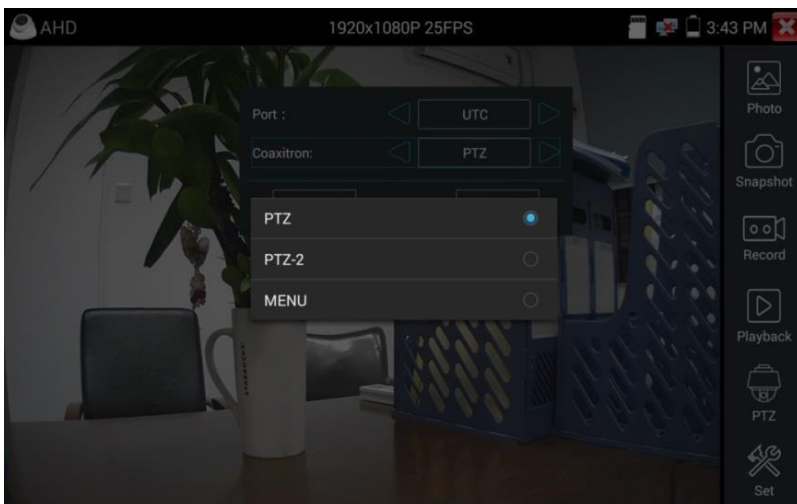 AHD
1920x1080P 25FPS
3:43 PM
Photo
Port :
UTC
Coaxitron:
PTZ
Snapshot
PTZ
PTZ-2
Record
MENU
Playback
PTZ
Set